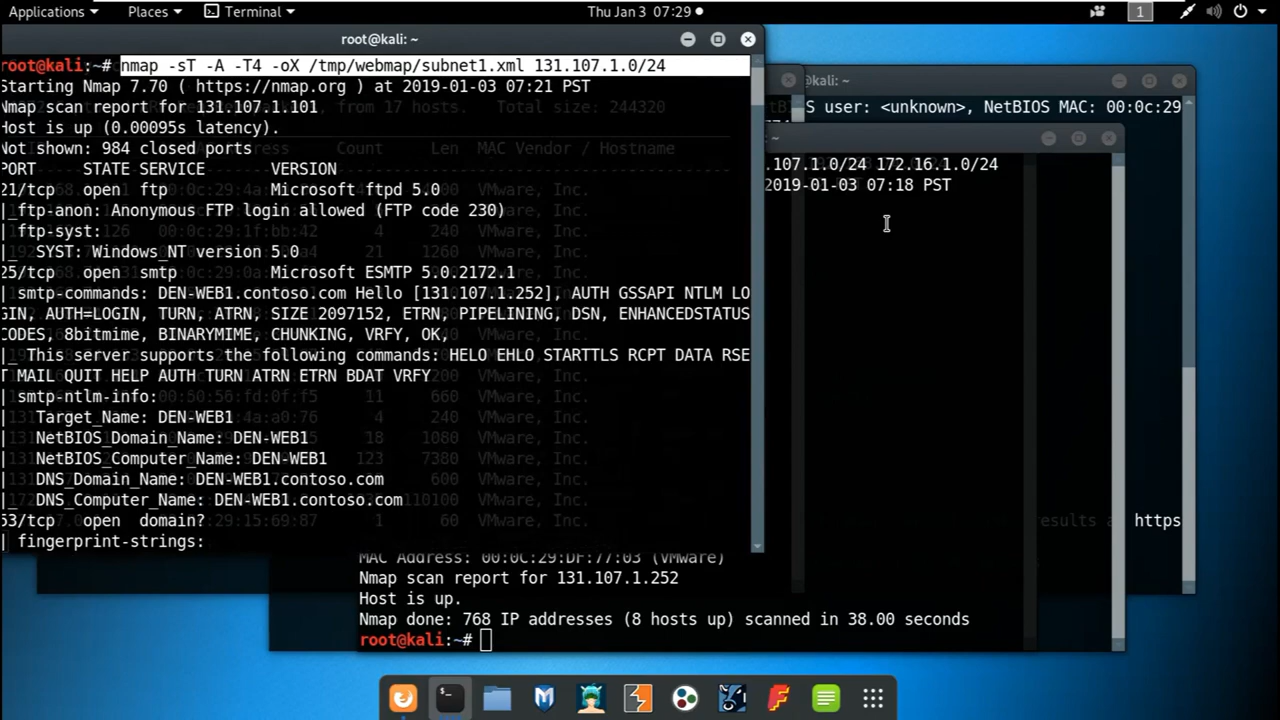 Applications Places Terminal Thu Jan 3 07:29 1
root@kali: ~
root@kali:~# nmap -sT -A -T4 -oX /tmp/webmap/subnet1.xml 131.107.1.0/24
Starting Nmap 7.70 ( https://nmap.org ) at 2019-01-03 07:21 PST
Nmap scan report for 131.107.1.101
Host is up (0.00095s latency).
Not shown: 984 closed ports
PORT STATE SERVICE VERSION
21/tcp open ftp Microsoft ftpd 5.0
|_ftp-anon: Anonymous FTP login allowed (FTP code 230)
| ftp-syst:
|_ SYST: Windows_NT version 5.0
25/tcp open smtp Microsoft ESMTP 5.0.2172.1
| smtp-commands: DEN-WEB1.contoso.com Hello [131.107.1.252], AUTH GSSAPI NTLM LO
GIN, AUTH=LOGIN, TURN, ATRN, SIZE 2097152, ETRN, PIPELINING, DSN, ENHANCEDSTATUS
CODES, 8bitmime, BINARYMIME, CHUNKING, VRFY, OK,
|_ This server supports the following commands: HELO EHLO STARTTLS RCPT DATA RSE
T MAIL QUIT HELP AUTH TURN ATRN ETRN BDAT VRFY
| smtp-ntlm-info:
| Target_Name: DEN-WEB1
| NetBIOS_Domain_Name: DEN-WEB1
| NetBIOS_Computer_Name: DEN-WEB1
| DNS_Domain_Name: DEN-WEB1.contoso.com
|_ DNS_Computer_Name: DEN-WEB1.contoso.com
53/tcp open domain?
| fingerprint-strings:
@kali: ~
S user: <unknown>, NetBIOS MAC: 00:0c:29
: ~
.107.1.0/24 172.16.1.0/24
2019-01-03 07:18 PST
results a https
MAC Address: 00:0C:29:DF:77:03 (VMware)
Nmap scan report for 131.107.1.252
Host is up.
Nmap done: 768 IP addresses (8 hosts up) scanned in 38.00 seconds
root@kali:~#